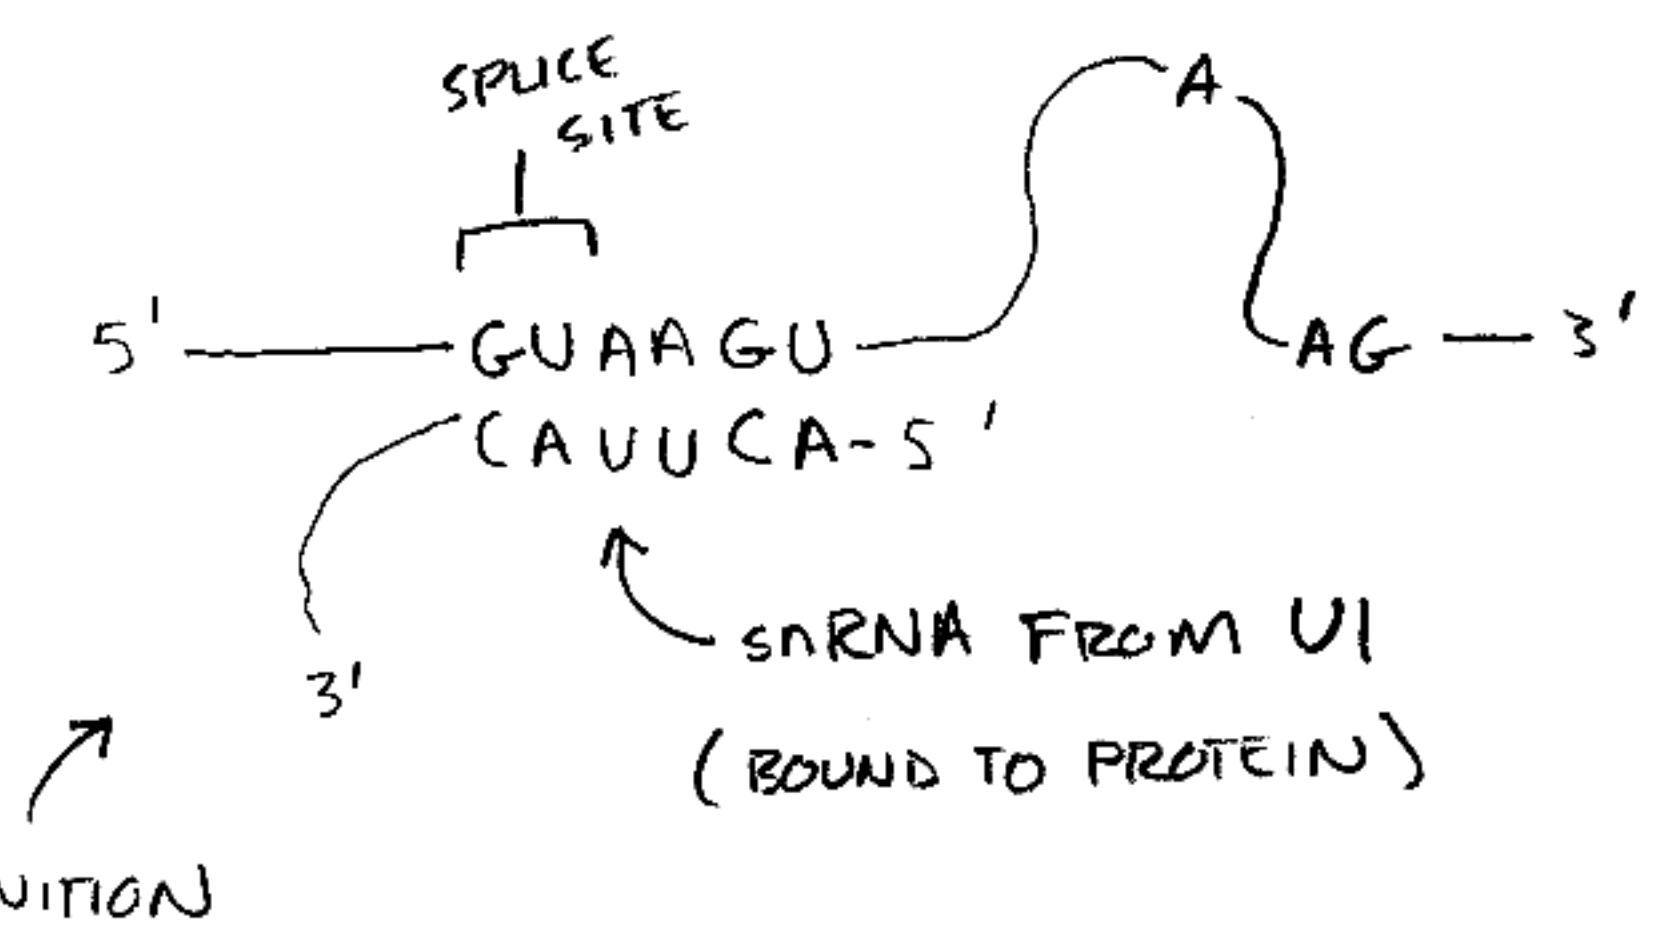 SPLICE
SITE
A
5' GUAAGU AG 3'
CAUUCA-5'
3'
snRNA FROM U1
(BOUND TO PROTEIN)